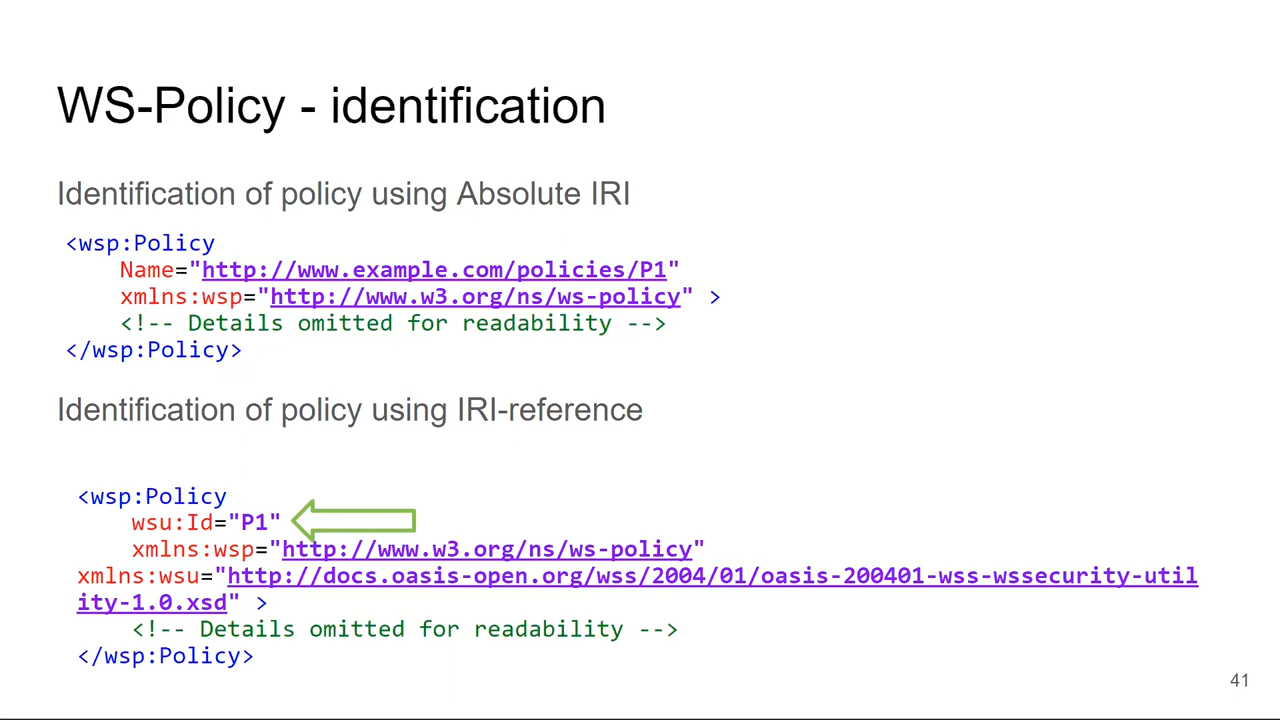 WS-Policy - identification
Identification of policy using Absolute IRI
<wsp:Policy
Name="http://www.example.com/policies/P1"
xmlns:wsp="http://www.w3.org/ns/ws-policy" >
<!-- Details omitted for readability -->
</wsp:Policy>
Identification of policy using IRI-reference
<wsp:Policy
wsu:Id="P1"
xmlns:wsp="http://www.w3.org/ns/ws-policy"
xmlns:wsu="http://docs.oasis-open.org/wss/2004/01/oasis-200401-wss-wssecurity-util
ity-1.0.xsd" >
<!-- Details omitted for readability -->
</wsp:Policy>
41